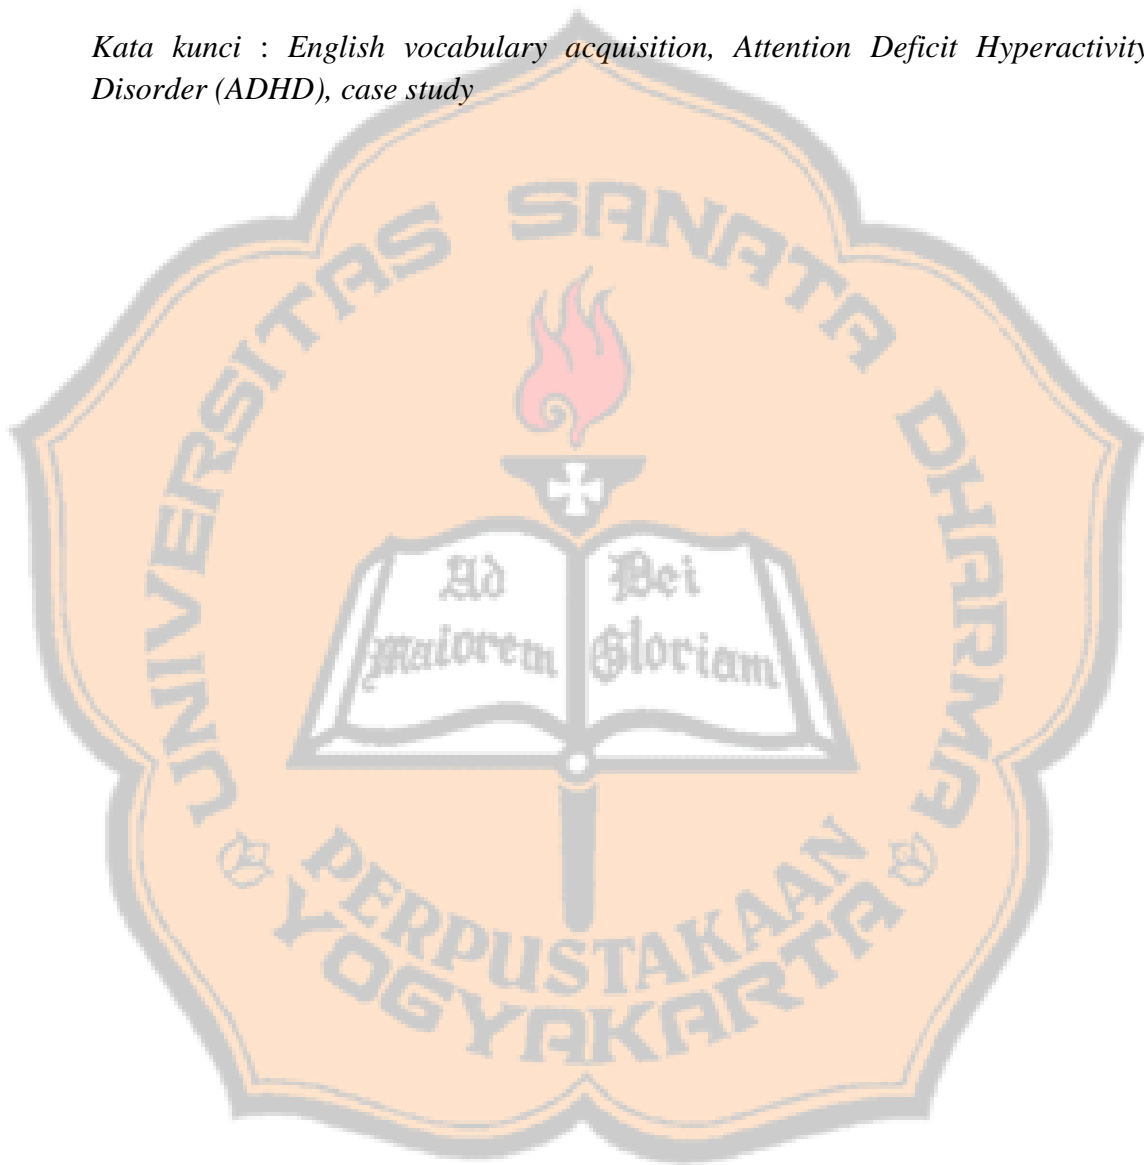 Kata kunci : English vocabulary acquisition, Attention Deficit Hyperactivity
Disorder (ADHD), case study
UNIVERSITAS SANATA DHARMA
Ad
Maiorem
Dei
Gloriam
PERPUSTAKAAN
YOGYAKARTA